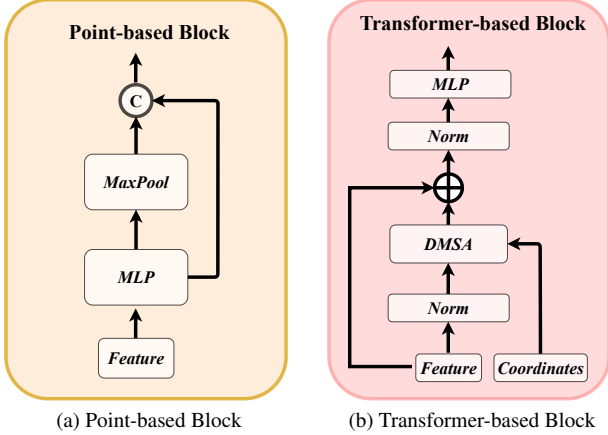 Point-based Block
C
MaxPool
MLP
Feature
(a) Point-based Block
Transformer-based Block
MLP
Norm
DMSA
Norm
Feature
Coordinates
(b) Transformer-based Block